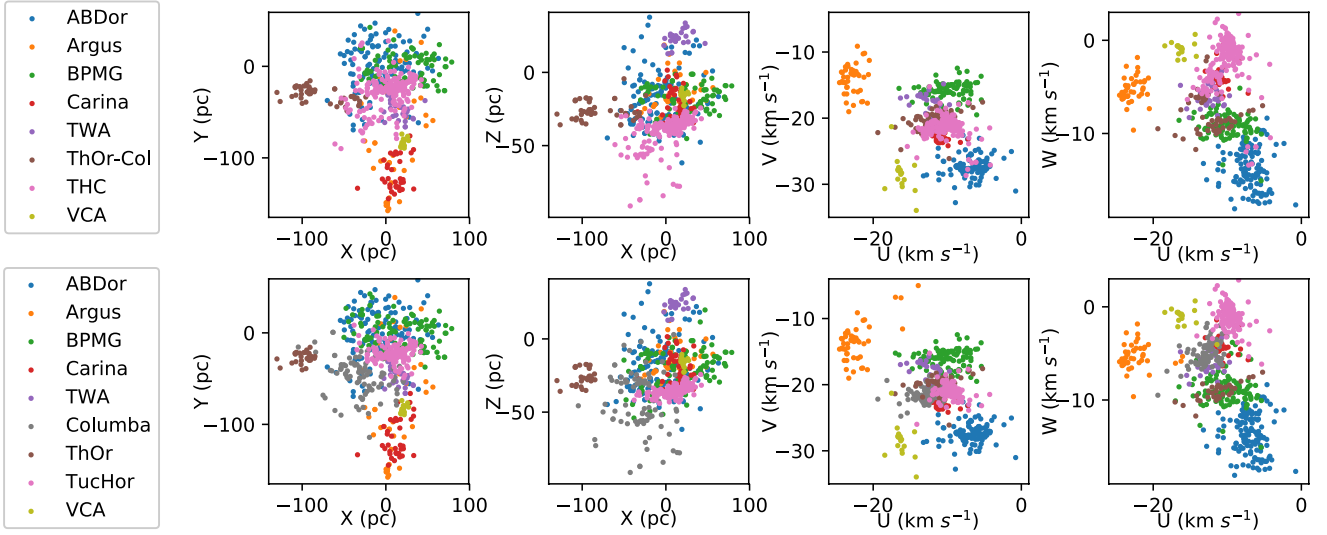 ABDor
Argus
BPMG
Carina
TWA
ThOr-Col
THC
VCA
Y (pc)
0
−100
−100
0
100
X (pc)
Z (pc)
0
−50
−100
0
100
X (pc)
V (km s⁻¹)
−10
−20
−30
−20
0
U (km s⁻¹)
W (km s⁻¹)
0
−10
−20
0
U (km s⁻¹)
ABDor
Argus
BPMG
Carina
TWA
Columba
ThOr
TucHor
VCA
Y (pc)
0
−100
−100
0
100
X (pc)
Z (pc)
0
−50
−100
0
100
X (pc)
V (km s⁻¹)
−10
−20
−30
−20
0
U (km s⁻¹)
W (km s⁻¹)
0
−10
−20
0
U (km s⁻¹)